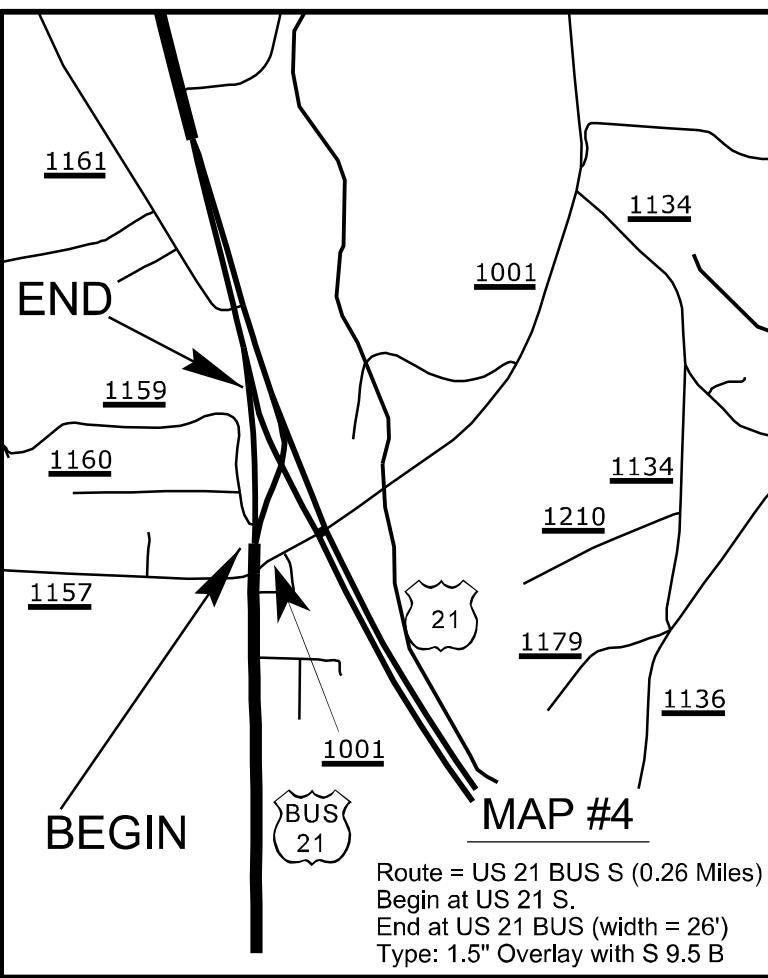 1161
1134
1001
END
1159
1160
1134
1210
1157
21
1179
1136
1001
BUS
21
BEGIN
MAP #4
Route = US 21 BUS S (0.26 Miles)
Begin at US 21 S.
End at US 21 BUS (width = 26')
Type: 1.5" Overlay with S 9.5 B